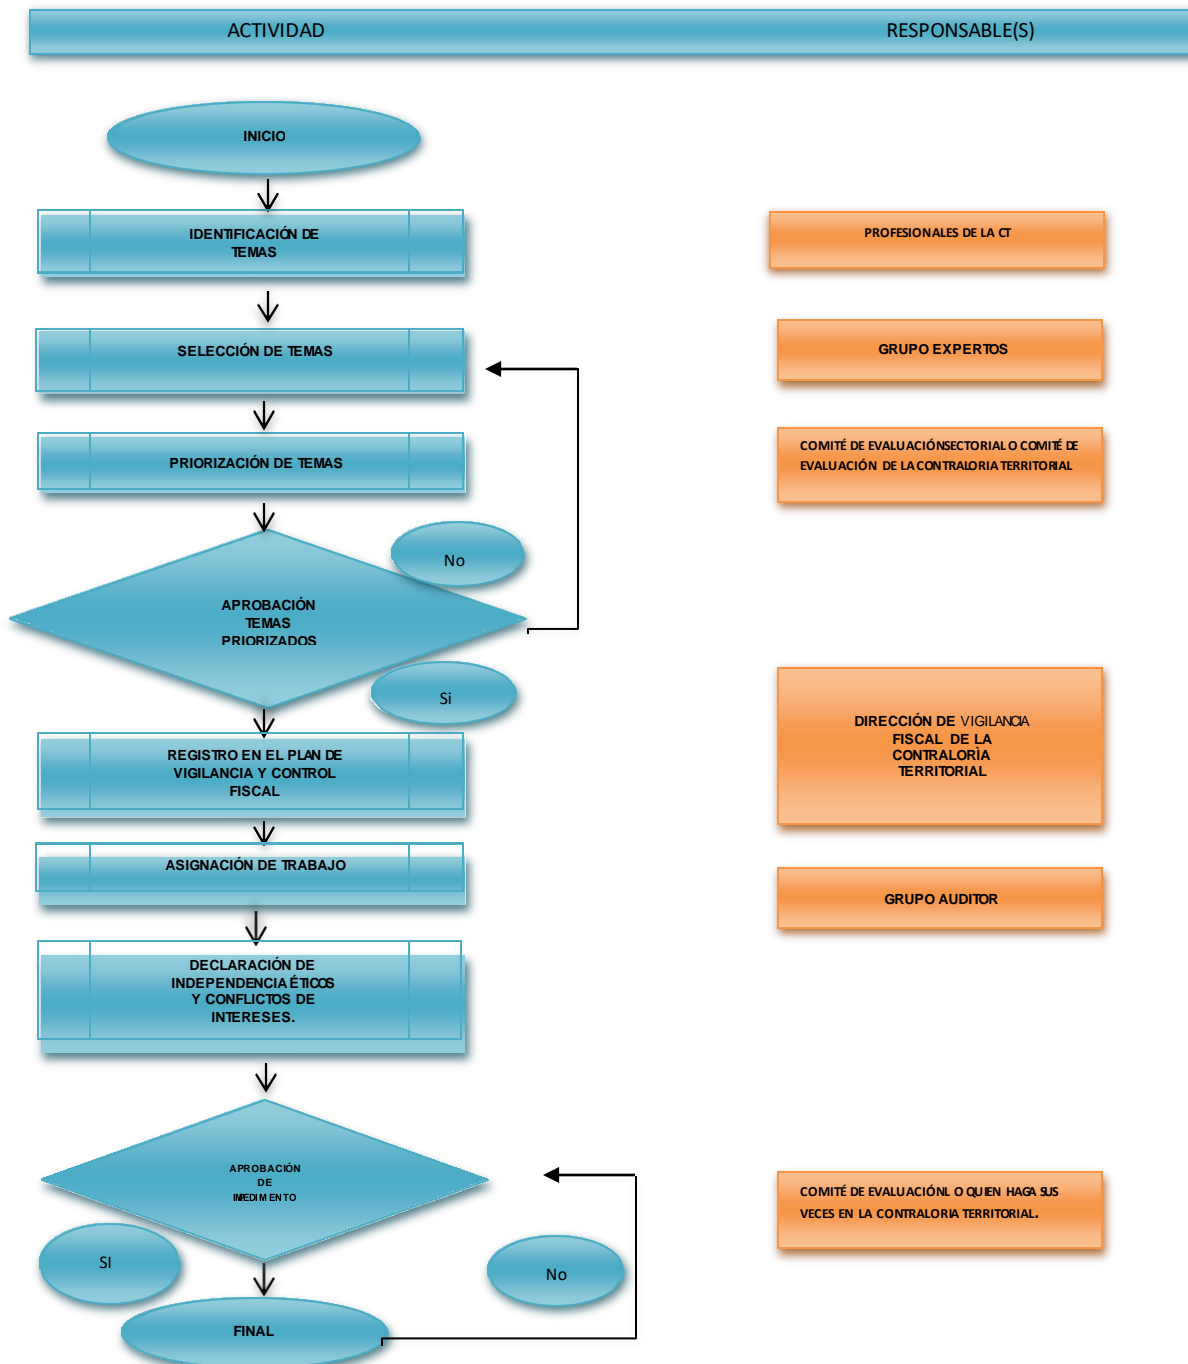 ACTIVIDAD
RESPONSABLE(S)
INICIO
IDENTIFICACIÓN DE
TEMAS
PROFESIONALES DE LA CT
SELECCIÓN DE TEMAS
GRUPO EXPERTOS
PRIORIZACIÓN DE TEMAS
COMITÉ DE EVALUACIÓNSECTORIAL O COMITÉ DE
EVALUACIÓN DE LA CONTRALORIA TERRITORIAL
No
APROBACIÓN
TEMAS
PRIORIZADOS
Si
REGISTRO EN EL PLAN DE
VIGILANCIA Y CONTROL
FISCAL
DIRECCIÓN DE VIGILANCIA
FISCAL DE LA
CONTRALORÌA
TERRITORIAL
ASIGNACIÓN DE TRABAJO
GRUPO AUDITOR
DECLARACIÓN DE
INDEPENDENCIA ÉTICOS
Y CONFLICTOS DE
INTERESES.
APROBACIÓN
DE
IMPEDIMENTO
COMITÉ DE EVALUACIÓNL O QUIEN HAGA SUS
VECES EN LA CONTRALORIA TERRITORIAL.
SI
No
FINAL